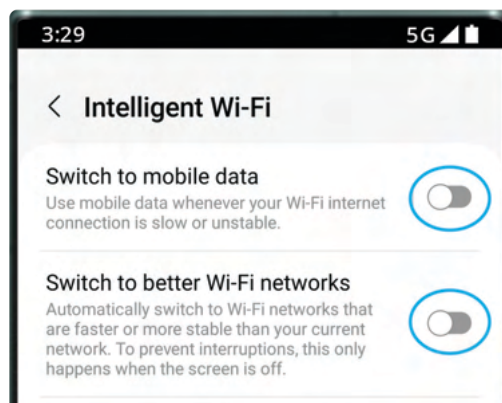 3:29 5G
Intelligent Wi-Fi
Switch to mobile data
Use mobile data whenever your Wi-Fi internet
connection is slow or unstable.
Switch to better Wi-Fi networks
Automatically switch to Wi-Fi networks that
are faster or more stable than your current
network. To prevent interruptions, this only
happens when the screen is off.